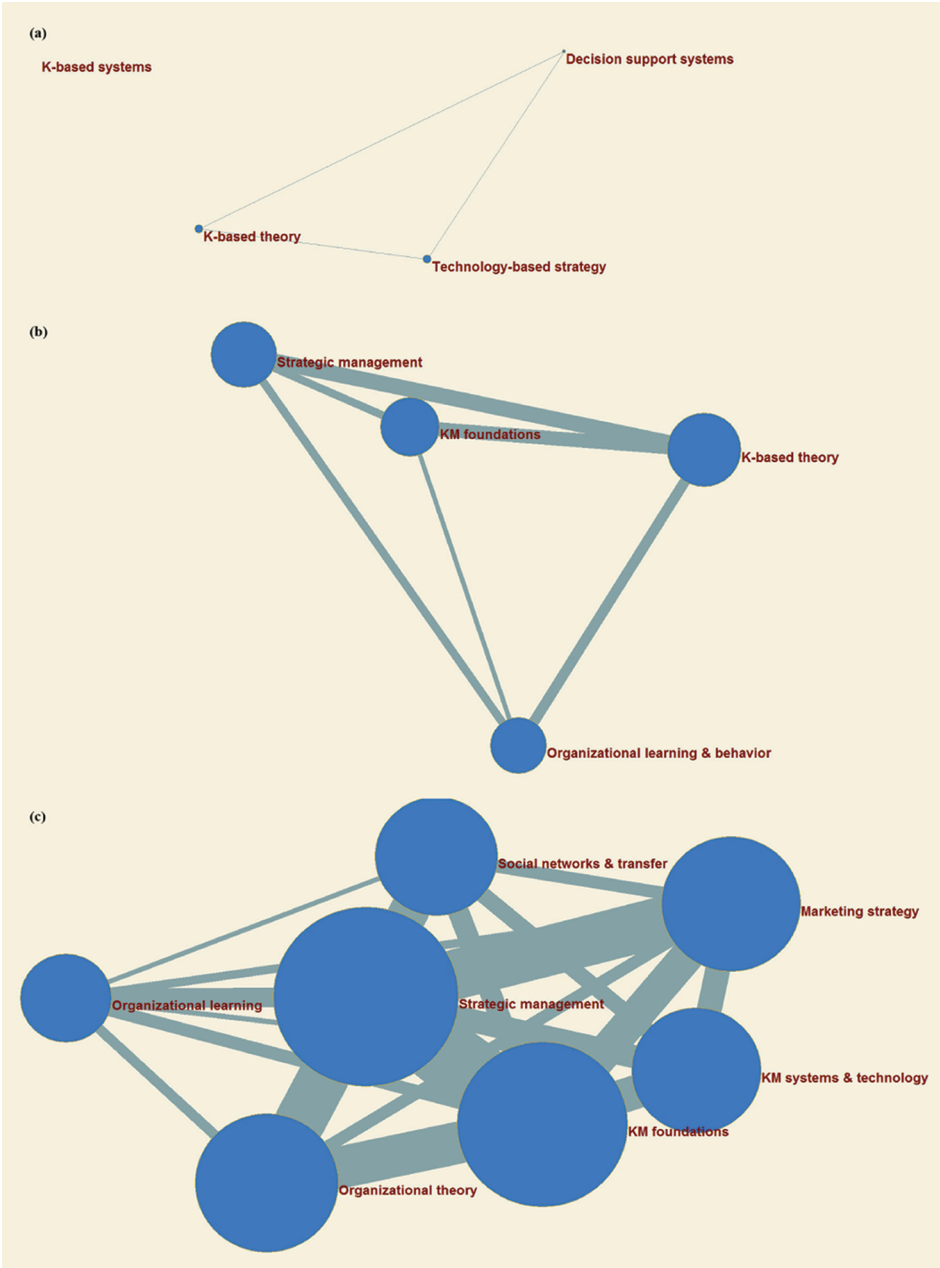 (a)
K-based systems
Decision support systems
K-based theory
Technology-based strategy
(b)
Strategic management
KM foundations
K-based theory
Organizational learning & behavior
(c)
Social networks & transfer
Marketing strategy
Organizational learning
Strategic management
KM systems & technology
KM foundations
Organizational theory